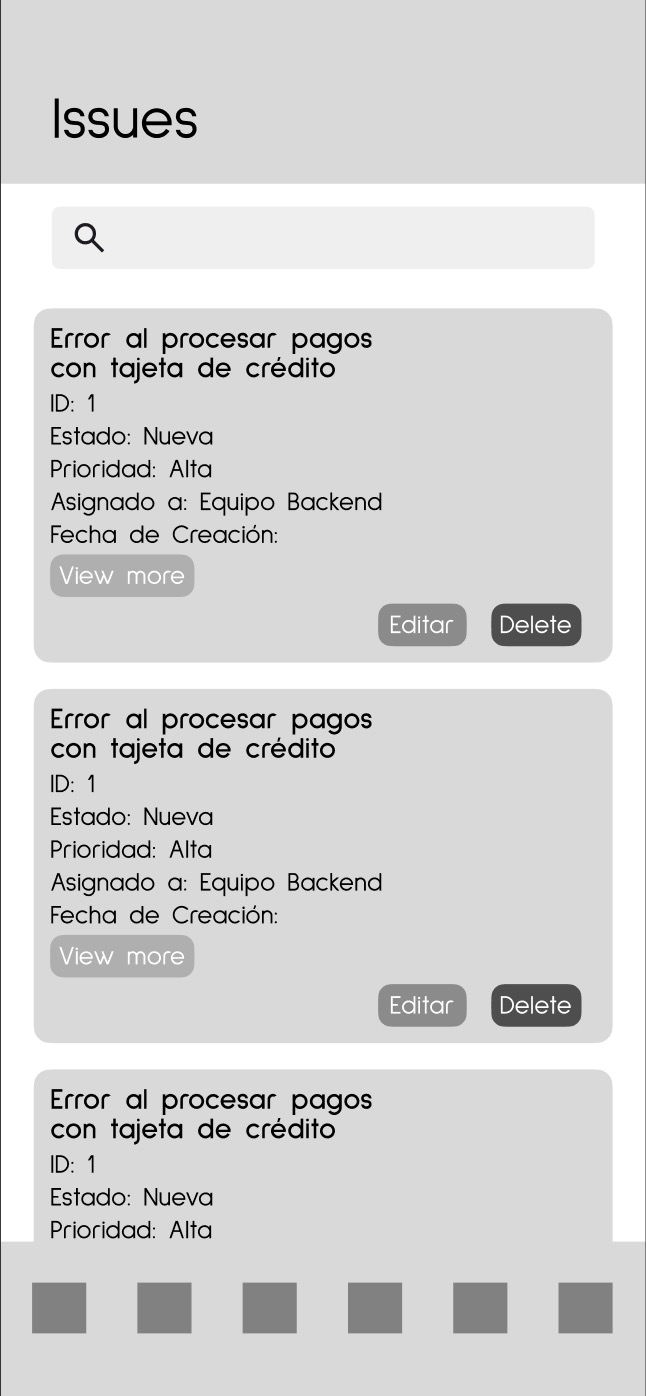 Issues
Error al procesar pagos
con tajeta de crédito
ID: 1
Estado: Nueva
Prioridad: Alta
Asignado a: Equipo Backend
Fecha de Creación:
View more
Editar
Delete
Error al procesar pagos
con tajeta de crédito
ID: 1
Estado: Nueva
Prioridad: Alta
Asignado a: Equipo Backend
Fecha de Creación:
View more
Editar
Delete
Error al procesar pagos
con tajeta de crédito
ID: 1
Estado: Nueva
Prioridad: Alta